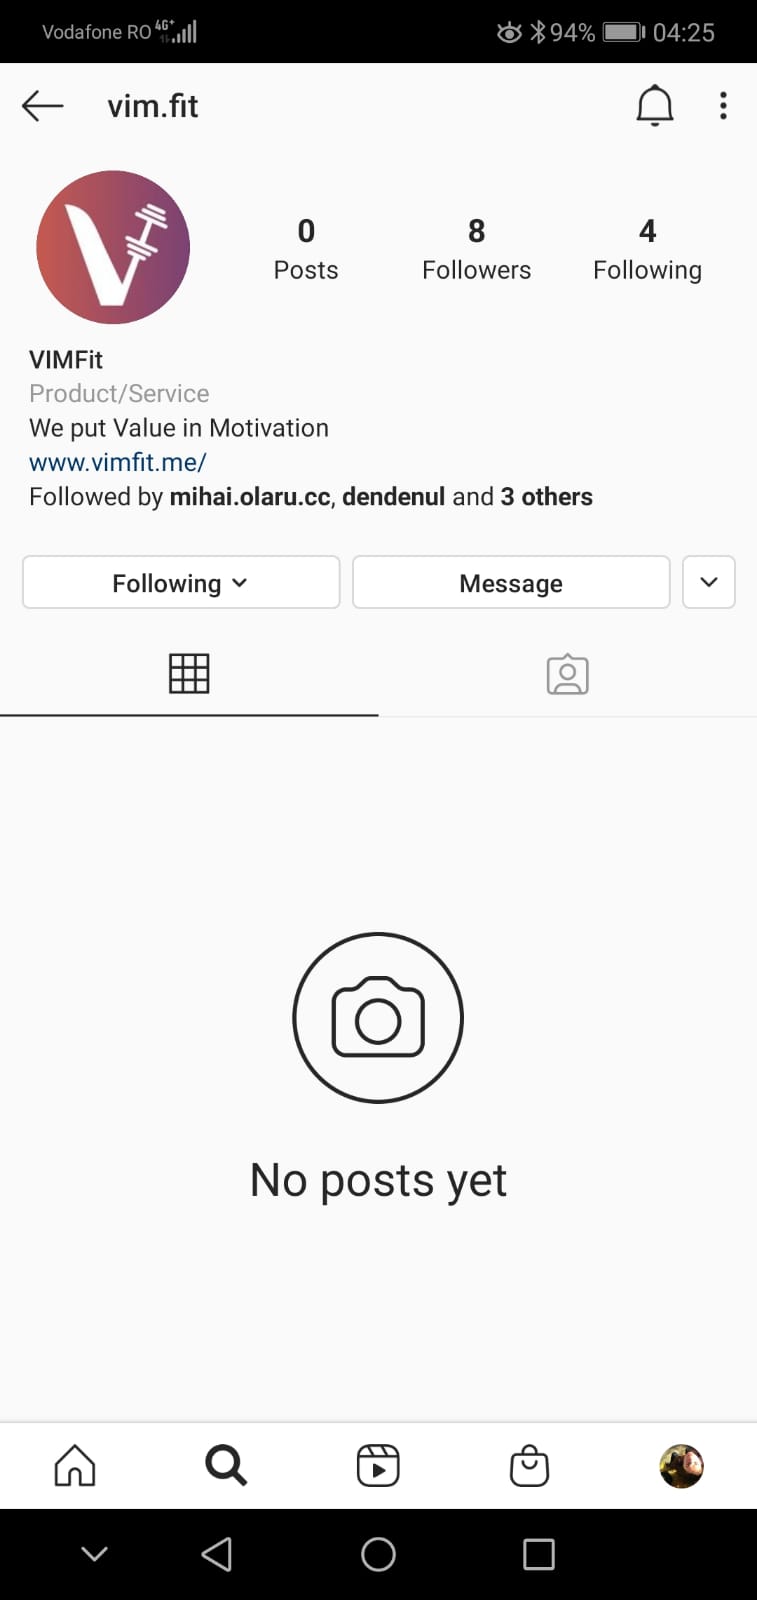 Vodafone RO 4G+ 94% 04:25
vim.fit
0 8 4
Posts Followers Following
VIMFit
Product/Service
We put Value in Motivation
www.vimfit.me/
Followed by mihai.olaru.cc, dendenul and 3 others
Following Message
No posts yet